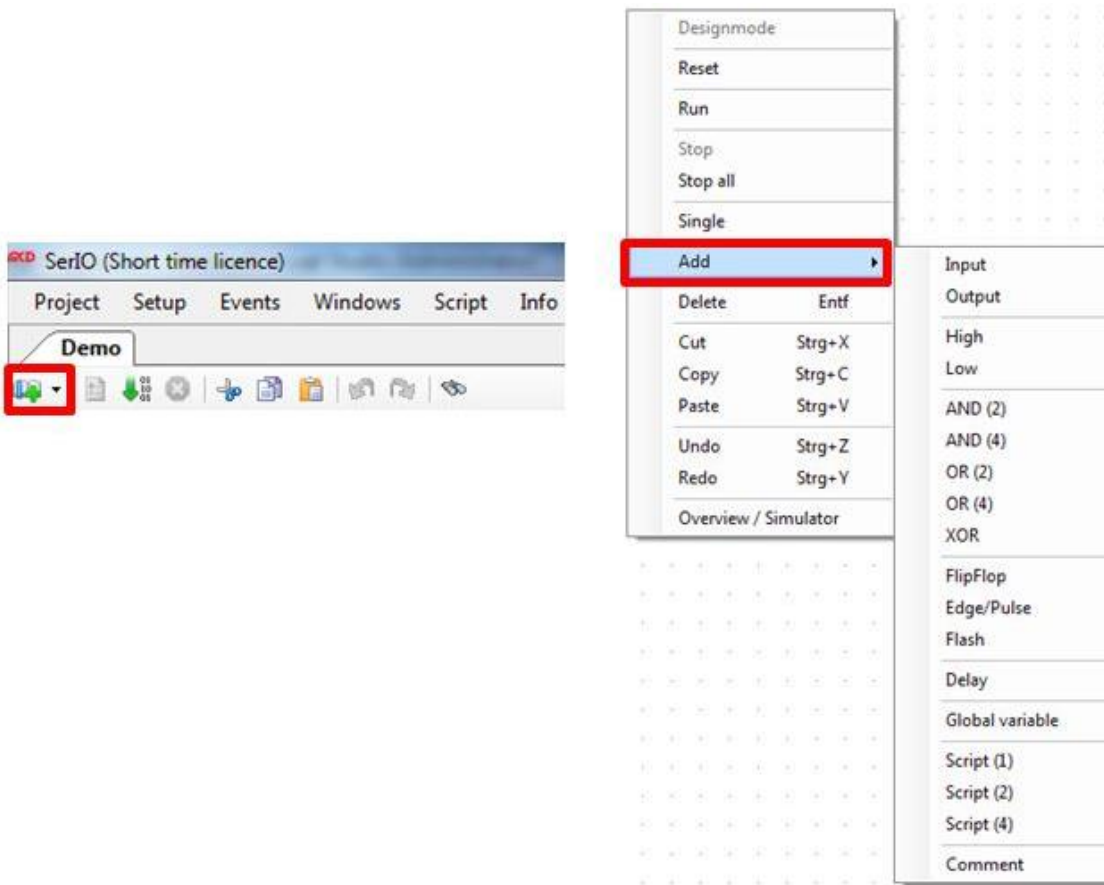 SerIO (Short time licence)
Project Setup Events Windows Script Info
Demo
Designmode
Reset
Run
Stop
Stop all
Single
Add
Delete Entf
Cut Strg+X
Copy Strg+C
Paste Strg+V
Undo Strg+Z
Redo Strg+Y
Overview / Simulator
Input
Output
High
Low
AND (2)
AND (4)
OR (2)
OR (4)
XOR
FlipFlop
Edge/Pulse
Flash
Delay
Global variable
Script (1)
Script (2)
Script (4)
Comment